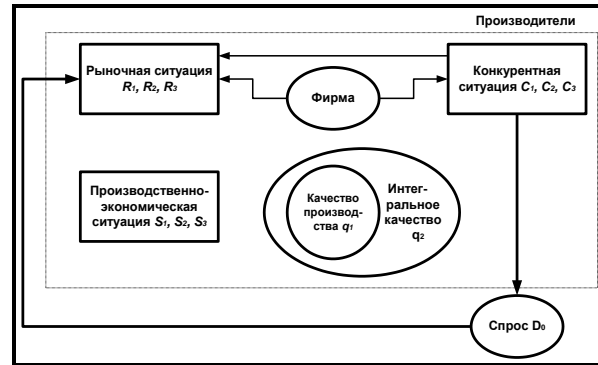 Производители
Рыночная ситуация
R₁, R₂, R₃
Фирма
Конкурентная
ситуация C₁, C₂, C₃
Производственно-
экономическая
ситуация S₁, S₂, S₃
Качество
производ-
ства q₁
Интег-
ральное
качество
q₂
Спрос D₀